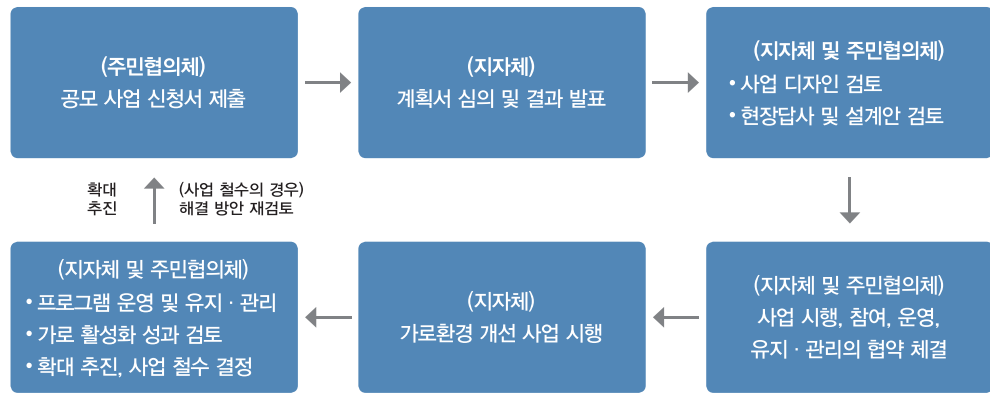 (주민협의체)
공모 사업 신청서 제출
(지자체)
계획서 심의 및 결과 발표
(지자체 및 주민협의체)
• 사업 디자인 검토
• 현장답사 및 설계안 검토
(지자체 및 주민협의체)
사업 시행, 참여, 운영,
유지 · 관리의 협약 체결
(지자체)
가로환경 개선 사업 시행
(지자체 및 주민협의체)
• 프로그램 운영 및 유지 · 관리
• 가로 활성화 성과 검토
• 확대 추진, 사업 철수 결정
확대
추진
(사업 철수의 경우)
해결 방안 재검토